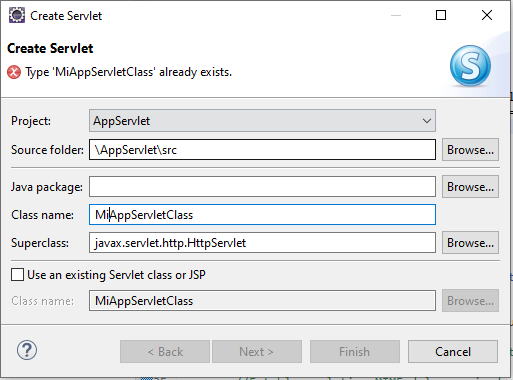 Create Servlet
Create Servlet
Type 'MiAppServletClass' already exists.
S
Project: AppServlet
Source folder: \AppServlet\src Browse...
Java package: Browse...
Class name: MiAppServletClass
Superclass: javax.servlet.http.HttpServlet Browse...
Use an existing Servlet class or JSP
Class name: MiAppServletClass Browse...
? < Back Next > Finish Cancel